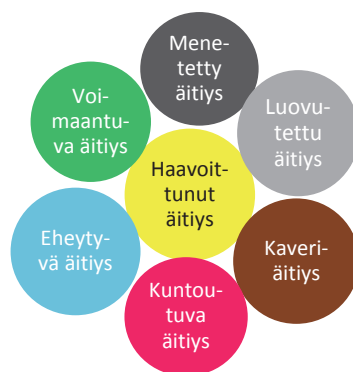 Mene-
tetty
äitiys
Voi-
maantu-
va äitiys
Luovu-
tettu
äitiys
Haavoit-
tunut
äitiys
Eheyty-
vä äitiys
Kaveri-
äitiys
Kuntou-
tuva
äitiys